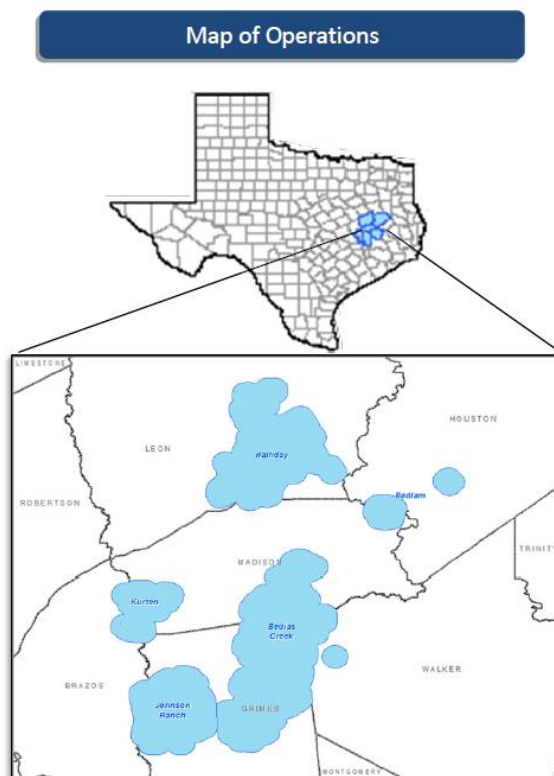 Map of Operations
LIMESTONE
HOUSTON
LEON
Halliday
Bedlam
ROBERTSON
TRINITY
MADISON
Kurten
Bedias
Creek
WALKER
BRAZOS
Johnson
Ranch
GRIMES
MONTGOMERY